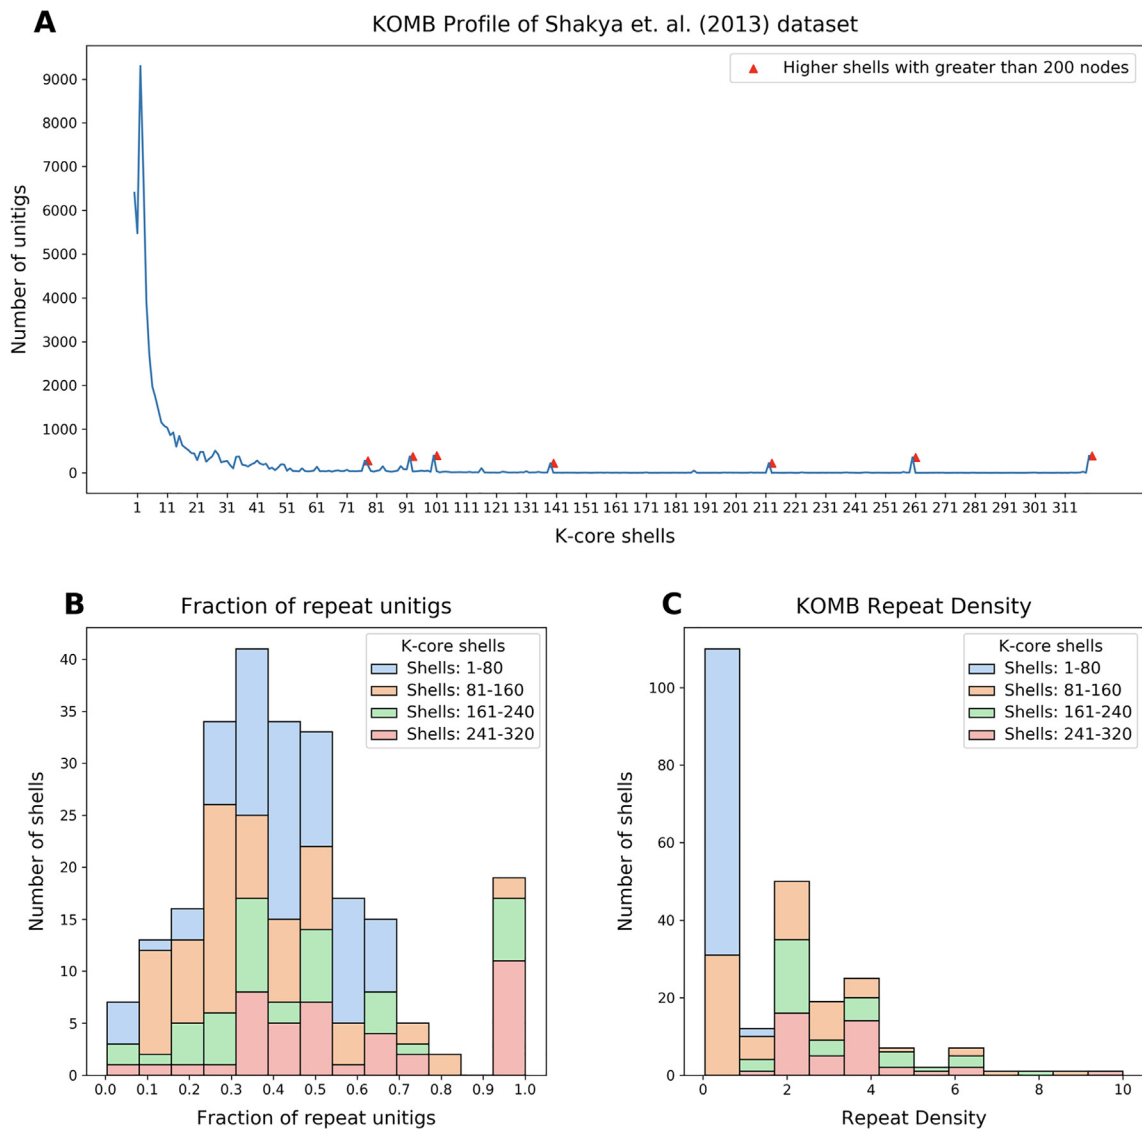 A
KOMB Profile of Shakya et. al. (2013) dataset
Higher shells with greater than 200 nodes
Number of unitigs
9000
8000
7000
6000
5000
4000
3000
2000
1000
0
1 11 21 31 41 51 61 71 81 91 101 111 121 131 141 151 161 171 181 191 201 211 221 231 241 251 261 271 281 291 301 311
K-core shells
B
Fraction of repeat unitigs
K-core shells
Shells: 1-80
Shells: 81-160
Shells: 161-240
Shells: 241-320
Number of shells
40
35
30
25
20
15
10
5
0
0.0 0.1 0.2 0.3 0.4 0.5 0.6 0.7 0.8 0.9 1.0
Fraction of repeat unitigs
C
KOMB Repeat Density
K-core shells
Shells: 1-80
Shells: 81-160
Shells: 161-240
Shells: 241-320
Number of shells
100
80
60
40
20
0
0 2 4 6 8 10
Repeat Density